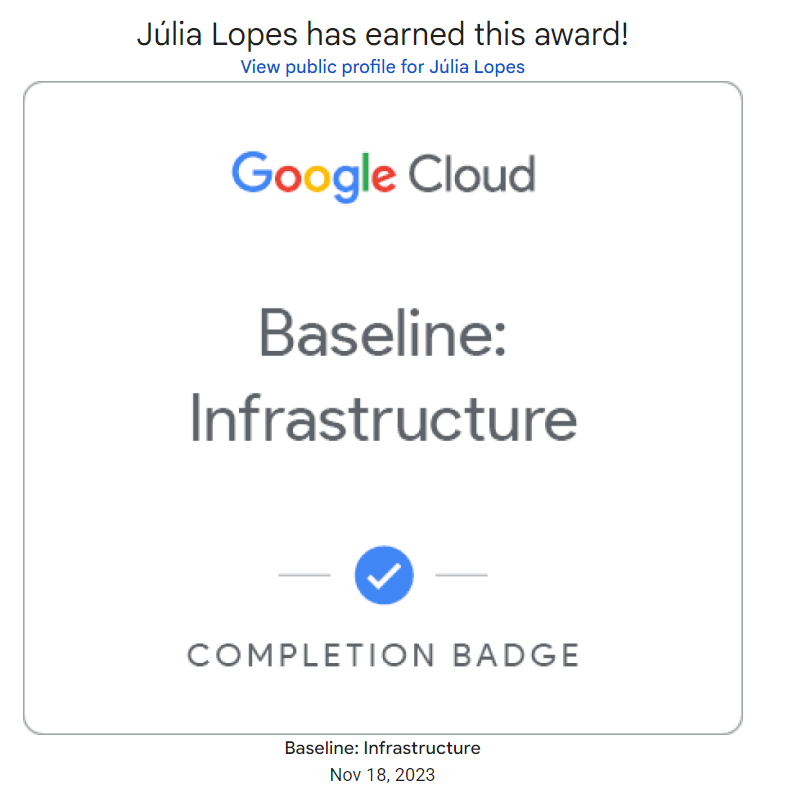 Júlia Lopes has earned this award!
View public profile for Júlia Lopes
Google Cloud
Baseline:
Infrastructure
COMPLETION BADGE
Baseline: Infrastructure
Nov 18, 2023